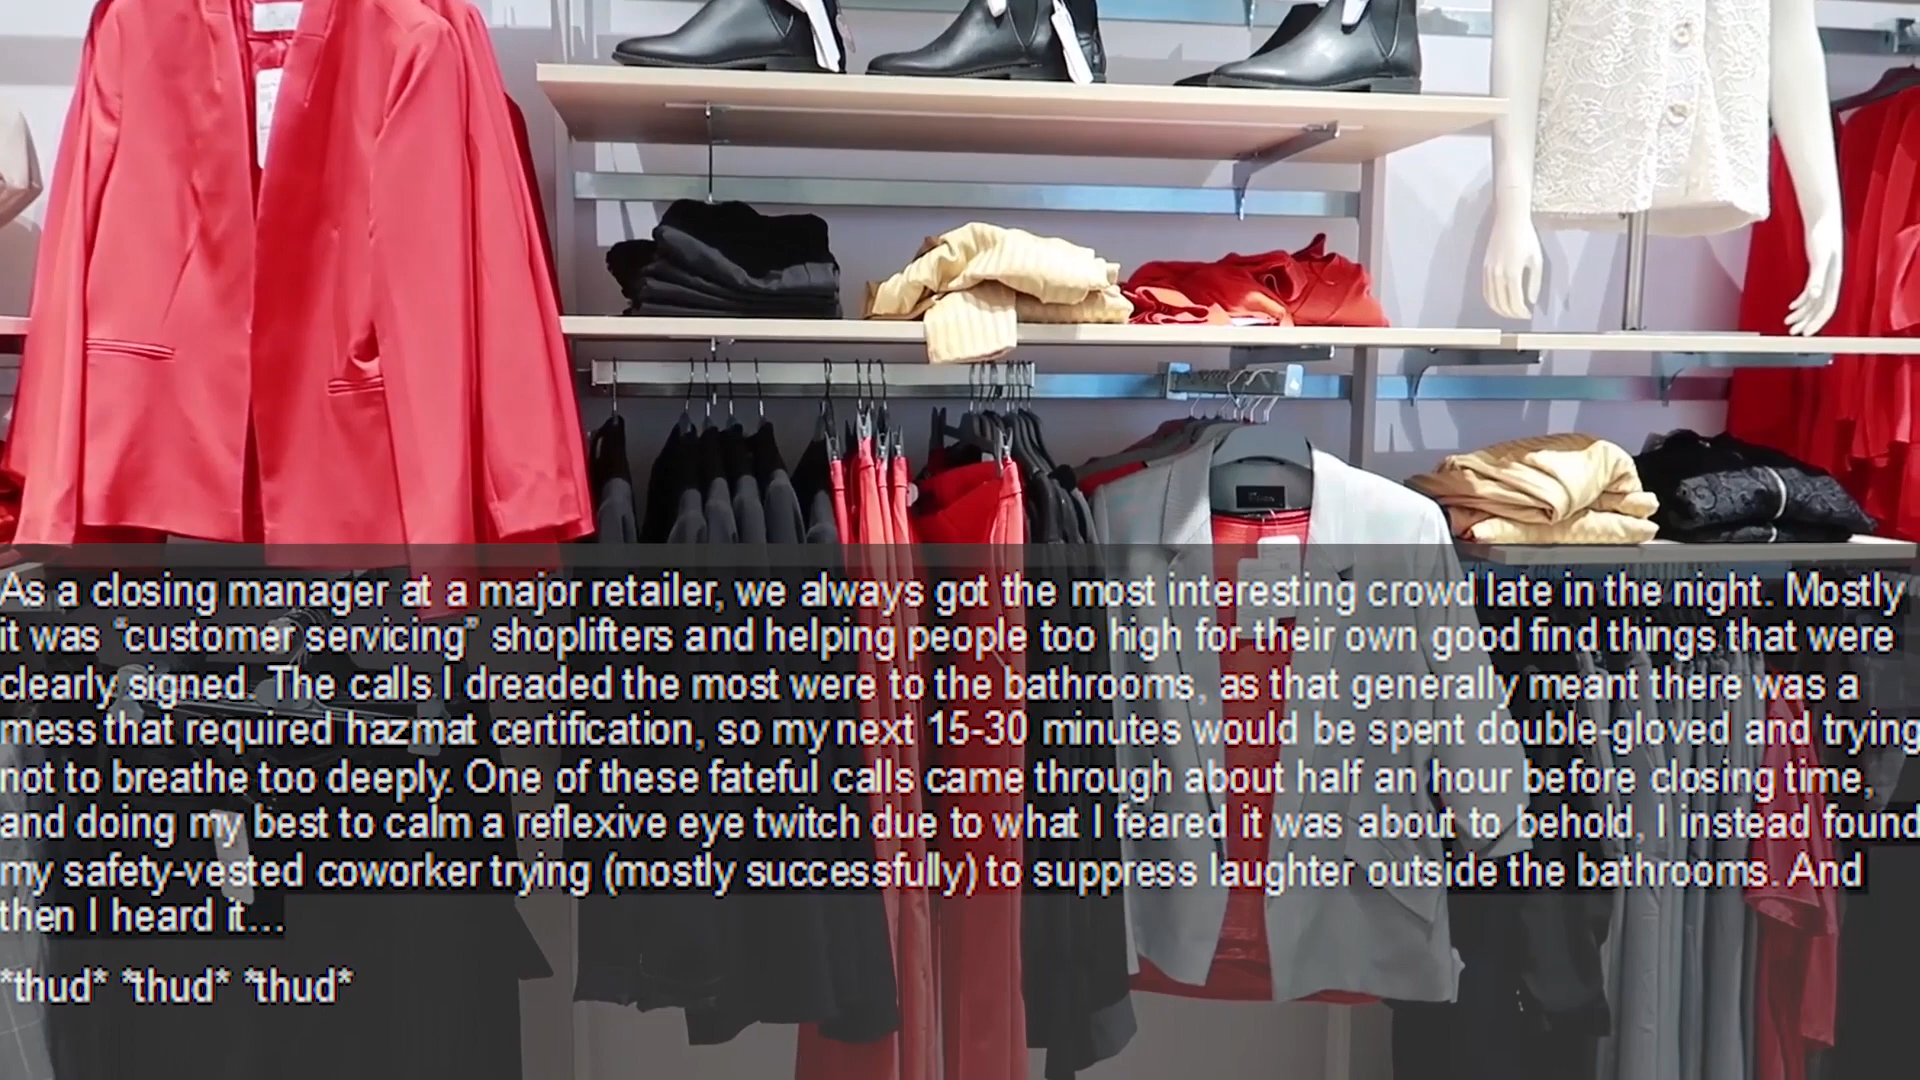 As a closing manager at a major retailer, we always got the most interesting crowd late in the night. Mostly
it was “customer servicing” shoplifters and helping people too high for their own good find things that were
clearly signed. The calls I dreaded the most were to the bathrooms, as that generally meant there was a
mess that required hazmat certification, so my next 15-30 minutes would be spent double-gloved and trying
not to breathe too deeply. One of these fateful calls came through about half an hour before closing time,
and doing my best to calm a reflexive eye twitch due to what I feared it was about to behold, I instead found
my safety-vested coworker trying (mostly successfully) to suppress laughter outside the bathrooms. And
then I heard it...
*thud* *thud* *thud*